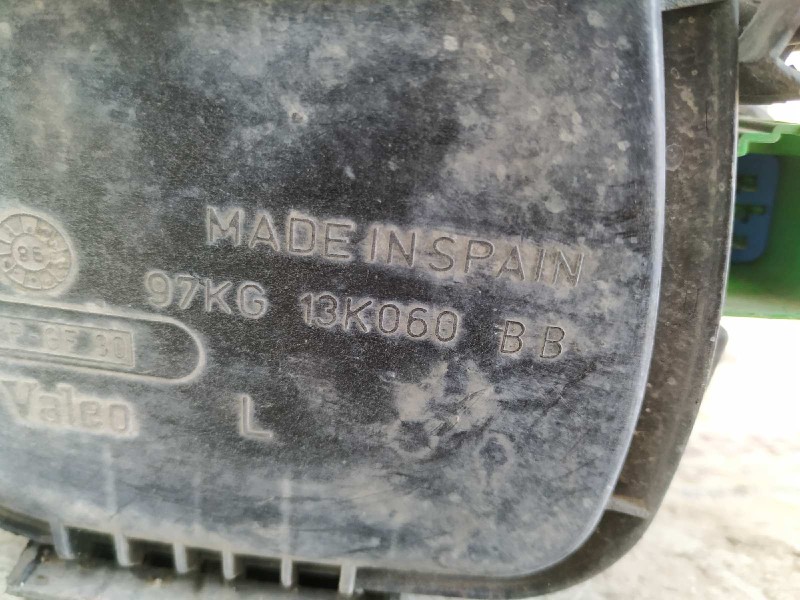 MADE IN SPAIN
97KG 13K060 BB
Valeo L